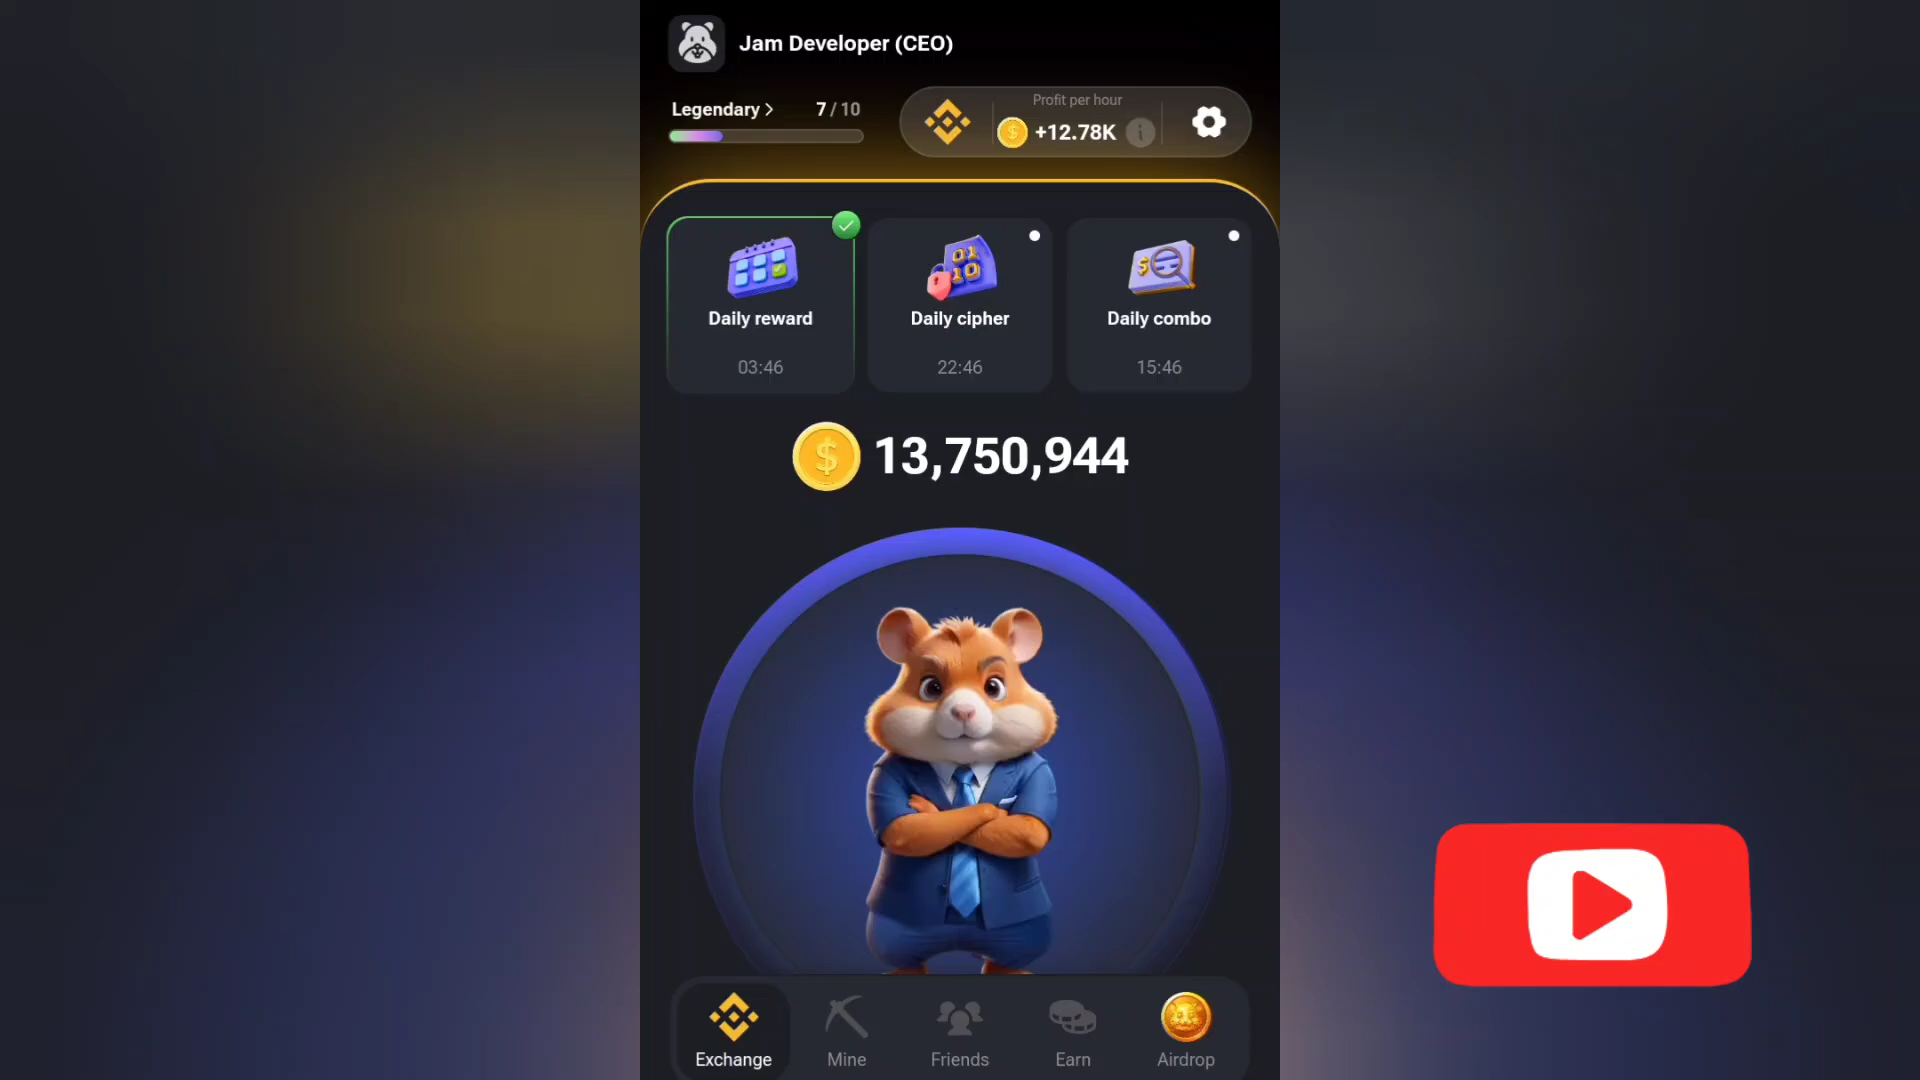 Jam Developer (CEO)
Legendary > 7 / 10
Profit per hour
+12.78K
Daily reward
03:46
Daily cipher
22:46
Daily combo
15:46
13,750,944
Exchange
Mine
Friends
Earn
Airdrop